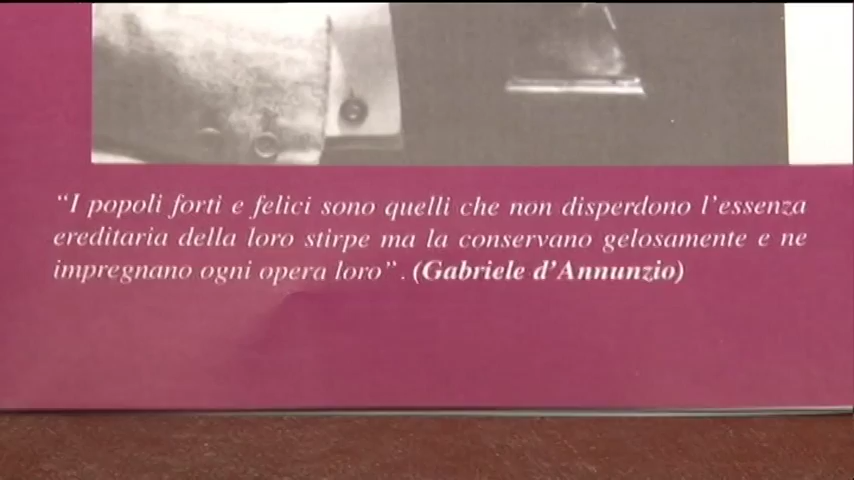 “I popoli forti e felici sono quelli che non disperdono l’essenza
ereditaria della loro stirpe ma la conservano gelosamente e ne
impregnano ogni opera loro”. (Gabriele d’Annunzio)